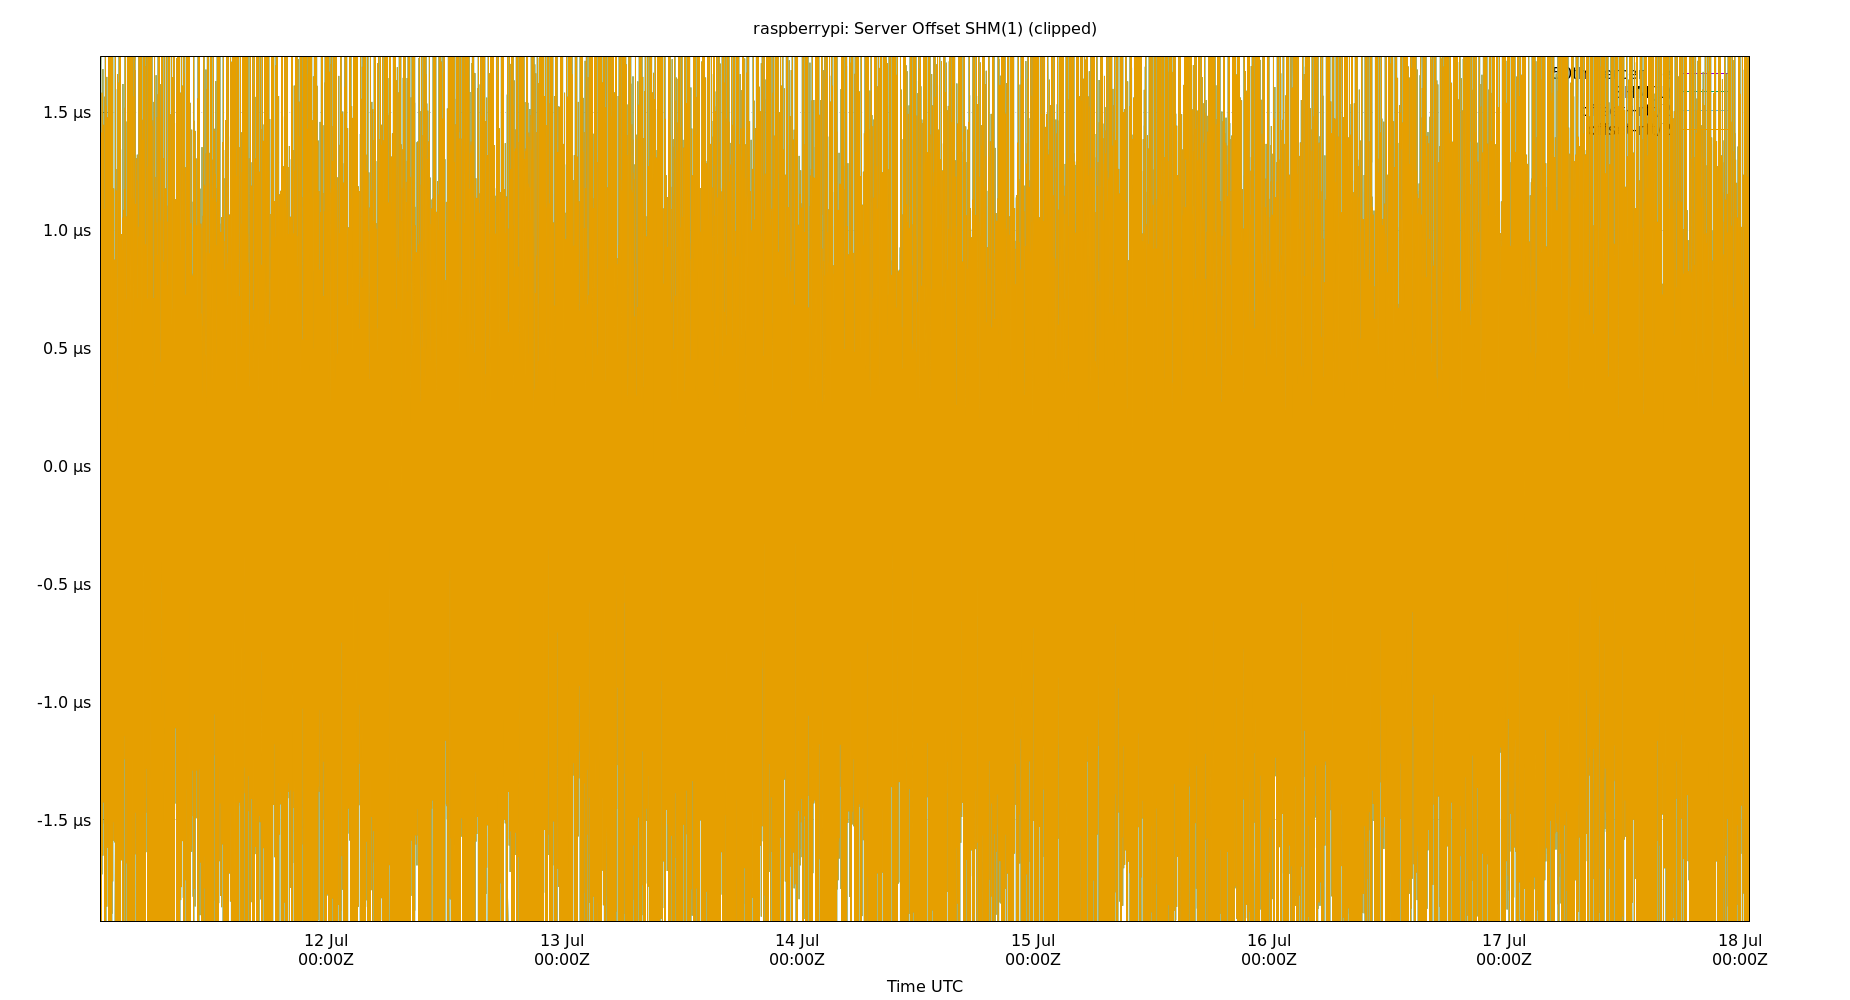 raspberrypi: Server Offset SHM(1) (clipped)
1.5 µs
1.0 µs
0.5 µs
0.0 µs
-0.5 µs
-1.0 µs
-1.5 µs
12 Jul 13 Jul 14 Jul 15 Jul 16 Jul 17 Jul 18 Jul
00:00Z 00:00Z 00:00Z 00:00Z 00:00Z 00:00Z 00:00Z
Time UTC